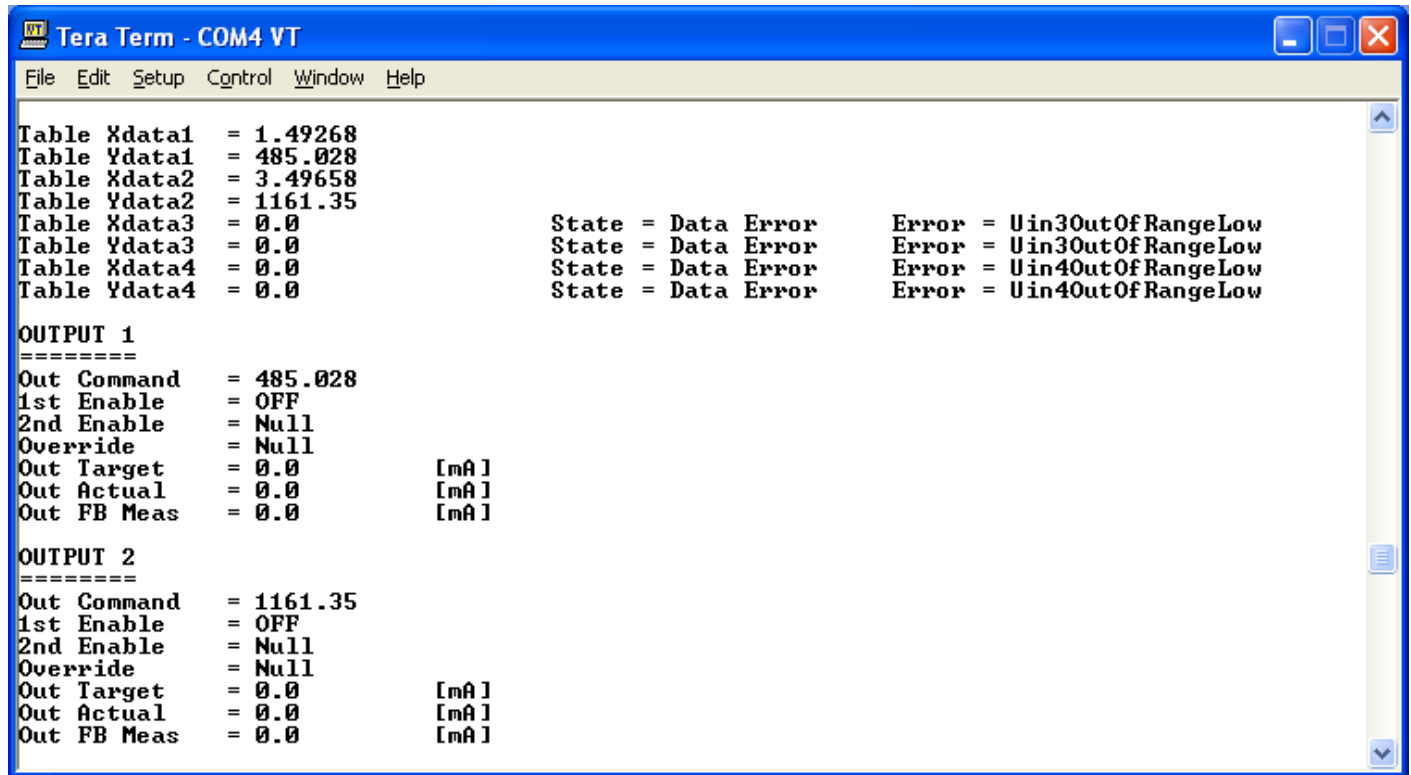 Tera Term - COM4 VT
File Edit Setup Control Window Help
Table Xdata1 = 1.49268
Table Ydata1 = 485.028
Table Xdata2 = 3.49658
Table Ydata2 = 1161.35
Table Xdata3 = 0.0 State = Data Error Error = Uin3OutOfRangeLow
Table Ydata3 = 0.0 State = Data Error Error = Uin3OutOfRangeLow
Table Xdata4 = 0.0 State = Data Error Error = Uin4OutOfRangeLow
Table Ydata4 = 0.0 State = Data Error Error = Uin4OutOfRangeLow
OUTPUT 1
========
Out Command = 485.028
1st Enable = OFF
2nd Enable = Null
Override = Null
Out Target = 0.0 [mA]
Out Actual = 0.0 [mA]
Out FB Meas = 0.0 [mA]
OUTPUT 2
========
Out Command = 1161.35
1st Enable = OFF
2nd Enable = Null
Override = Null
Out Target = 0.0 [mA]
Out Actual = 0.0 [mA]
Out FB Meas = 0.0 [mA]